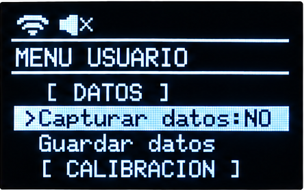 MENU USUARIO
[ DATOS ]
>Capturar datos:NO
Guardar datos
[ CALIBRACION ]